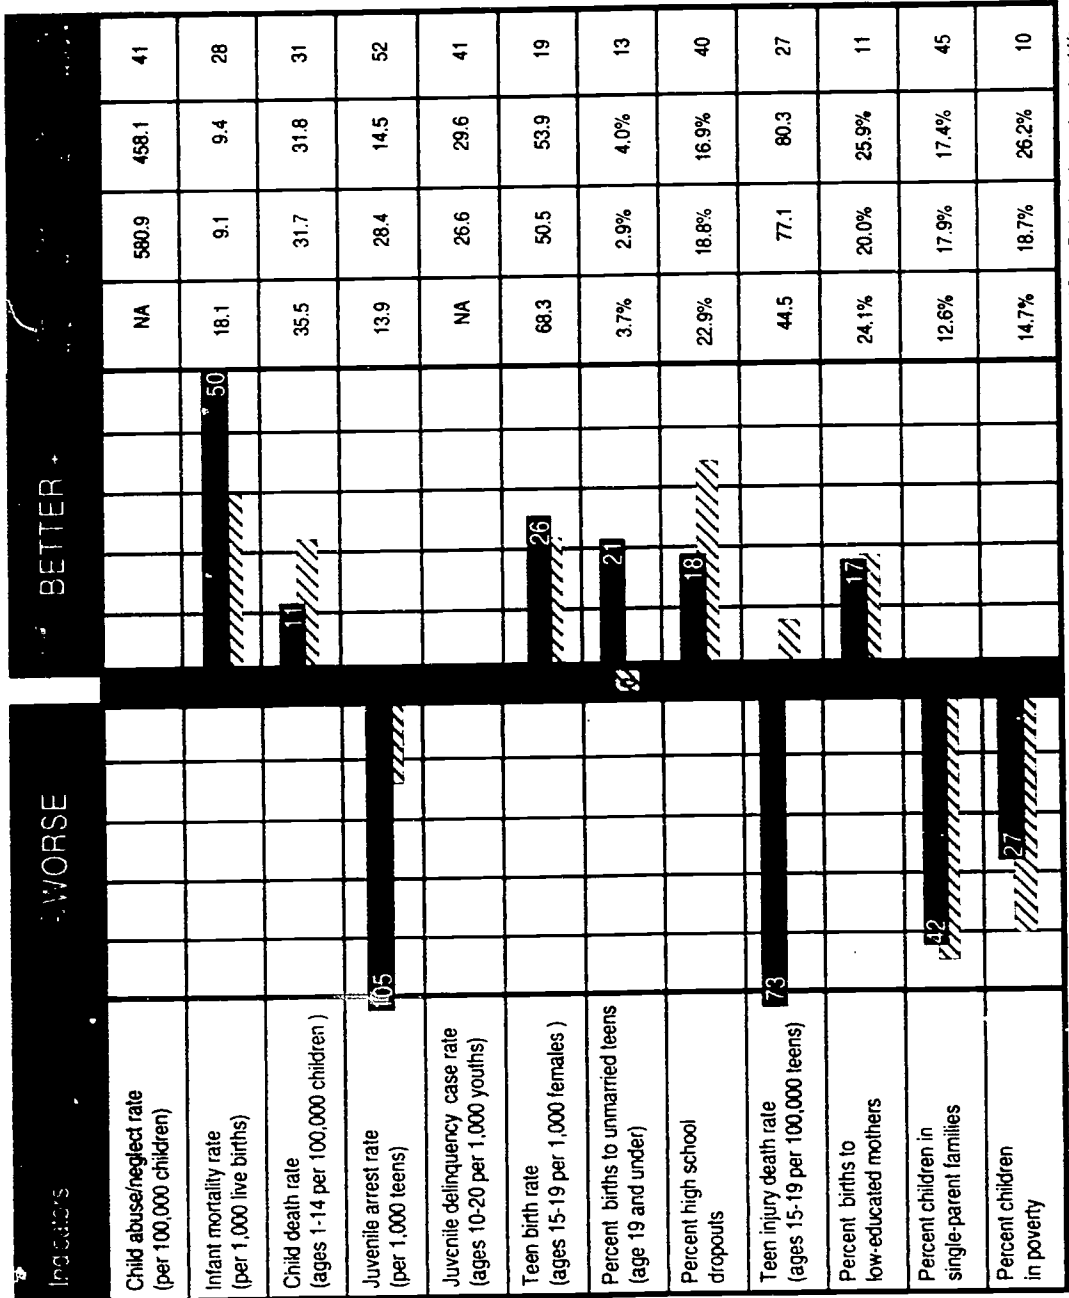 Indicators
- WORSE
BETTER +
Child abuse/neglect rate
(per 100,000 children)
NA 580.9 458.1 41
Infant mortality rate
(per 1,000 live births)
50 18.1 9.1 9.4 28
Child death rate
(ages 1-14 per 100,000 children )
11 35.5 31.7 31.8 31
Juvenile arrest rate
(per 1,000 teens)
105 13.9 28.4 14.5 52
Juvenile delinquency case rate
(ages 10-20 per 1,000 youths)
NA 26.6 29.6 41
Teen birth rate
(ages 15-19 per 1,000 females )
26 68.3 50.5 53.9 19
Percent births to unmarried teens
(age 19 and under)
21 3.7% 2.9% 4.0% 13
Percent high school
dropouts
18 22.9% 18.8% 16.9% 40
Teen injury death rate
(ages 15-19 per 100,000 teens)
73 44.5 77.1 80.3 27
Percent births to
low-educated mothers
17 24.1% 20.0% 25.9% 11
Percent children in
single-parent families
42 12.6% 17.9% 17.4% 45
Percent children
in poverty
27 14.7% 18.7% 26.2% 10